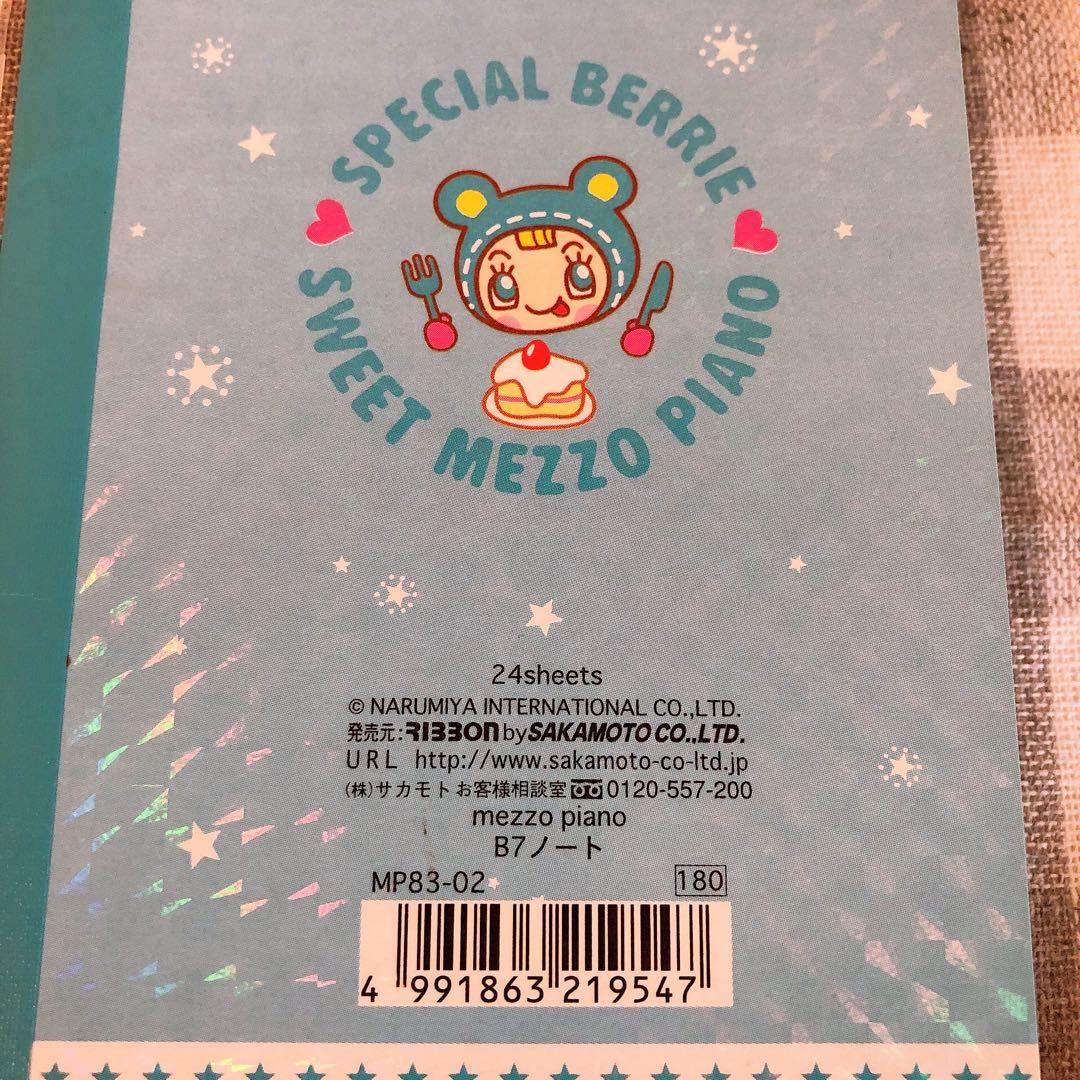 SPECIAL BERRIE
SWEET MEZZO PIANO
24sheets
© NARUMIYA INTERNATIONAL CO.,LTD.
発売元:RIBBON by SAKAMOTO CO.,LTD.
URL http://www.sakamoto-co-ltd.jp
(株)サカモトお客様相談室 0120-557-200
mezzo piano
B7ノート
MP83-02
180
4 991863 219547